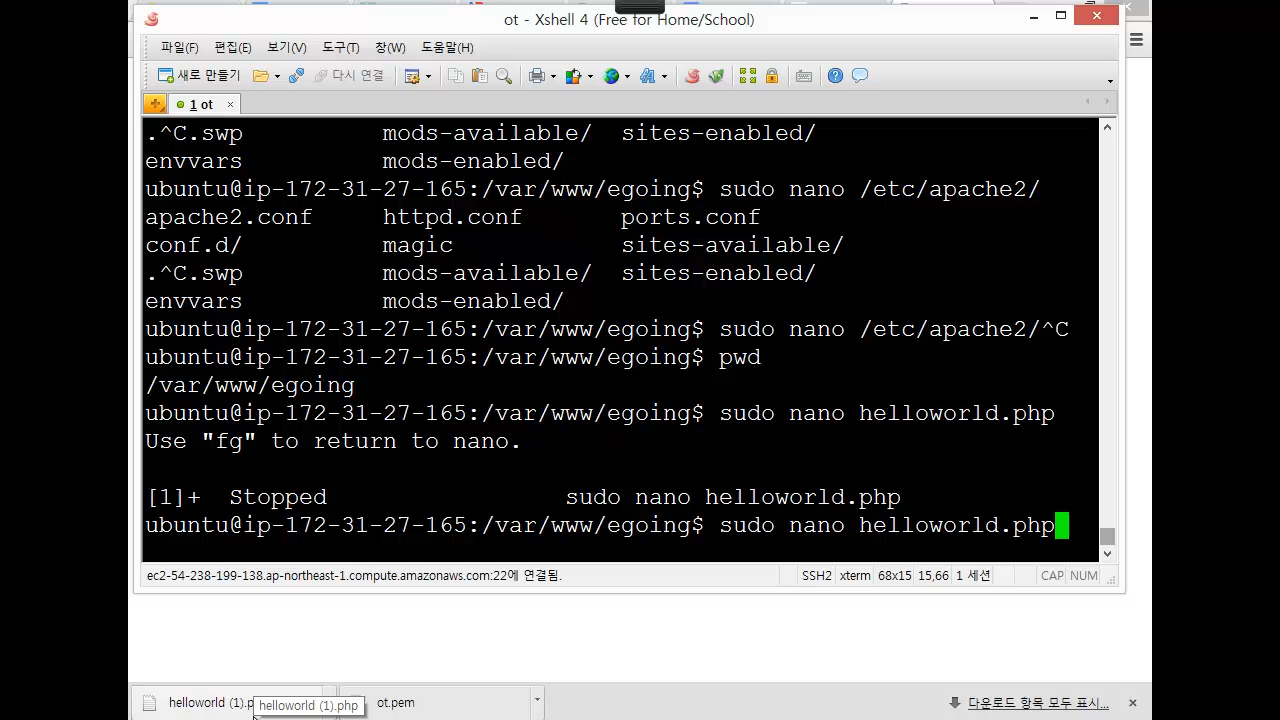 ot - Xshell 4 (Free for Home/School)
파일(F) 편집(E) 보기(V) 도구(T) 창(W) 도움말(H)
새로 만들기 다시 연결
1 ot
.^C.swp mods-available/ sites-enabled/
envvars mods-enabled/
ubuntu@ip-172-31-27-165:/var/www/egoing$ sudo nano /etc/apache2/
apache2.conf httpd.conf ports.conf
conf.d/ magic sites-available/
.^C.swp mods-available/ sites-enabled/
envvars mods-enabled/
ubuntu@ip-172-31-27-165:/var/www/egoing$ sudo nano /etc/apache2/^C
ubuntu@ip-172-31-27-165:/var/www/egoing$ pwd
/var/www/egoing
ubuntu@ip-172-31-27-165:/var/www/egoing$ sudo nano helloworld.php
Use "fg" to return to nano.
[1]+ Stopped sudo nano helloworld.php
ubuntu@ip-172-31-27-165:/var/www/egoing$ sudo nano helloworld.php
ec2-54-238-199-138.ap-northeast-1.compute.amazonaws.com:22에 연결됨. SSH2 xterm 68x15 15,66 1 세션 CAP NUM
helloworld (1).p helloworld (1).php ot.pem 다운로드 항목 모두 표시...